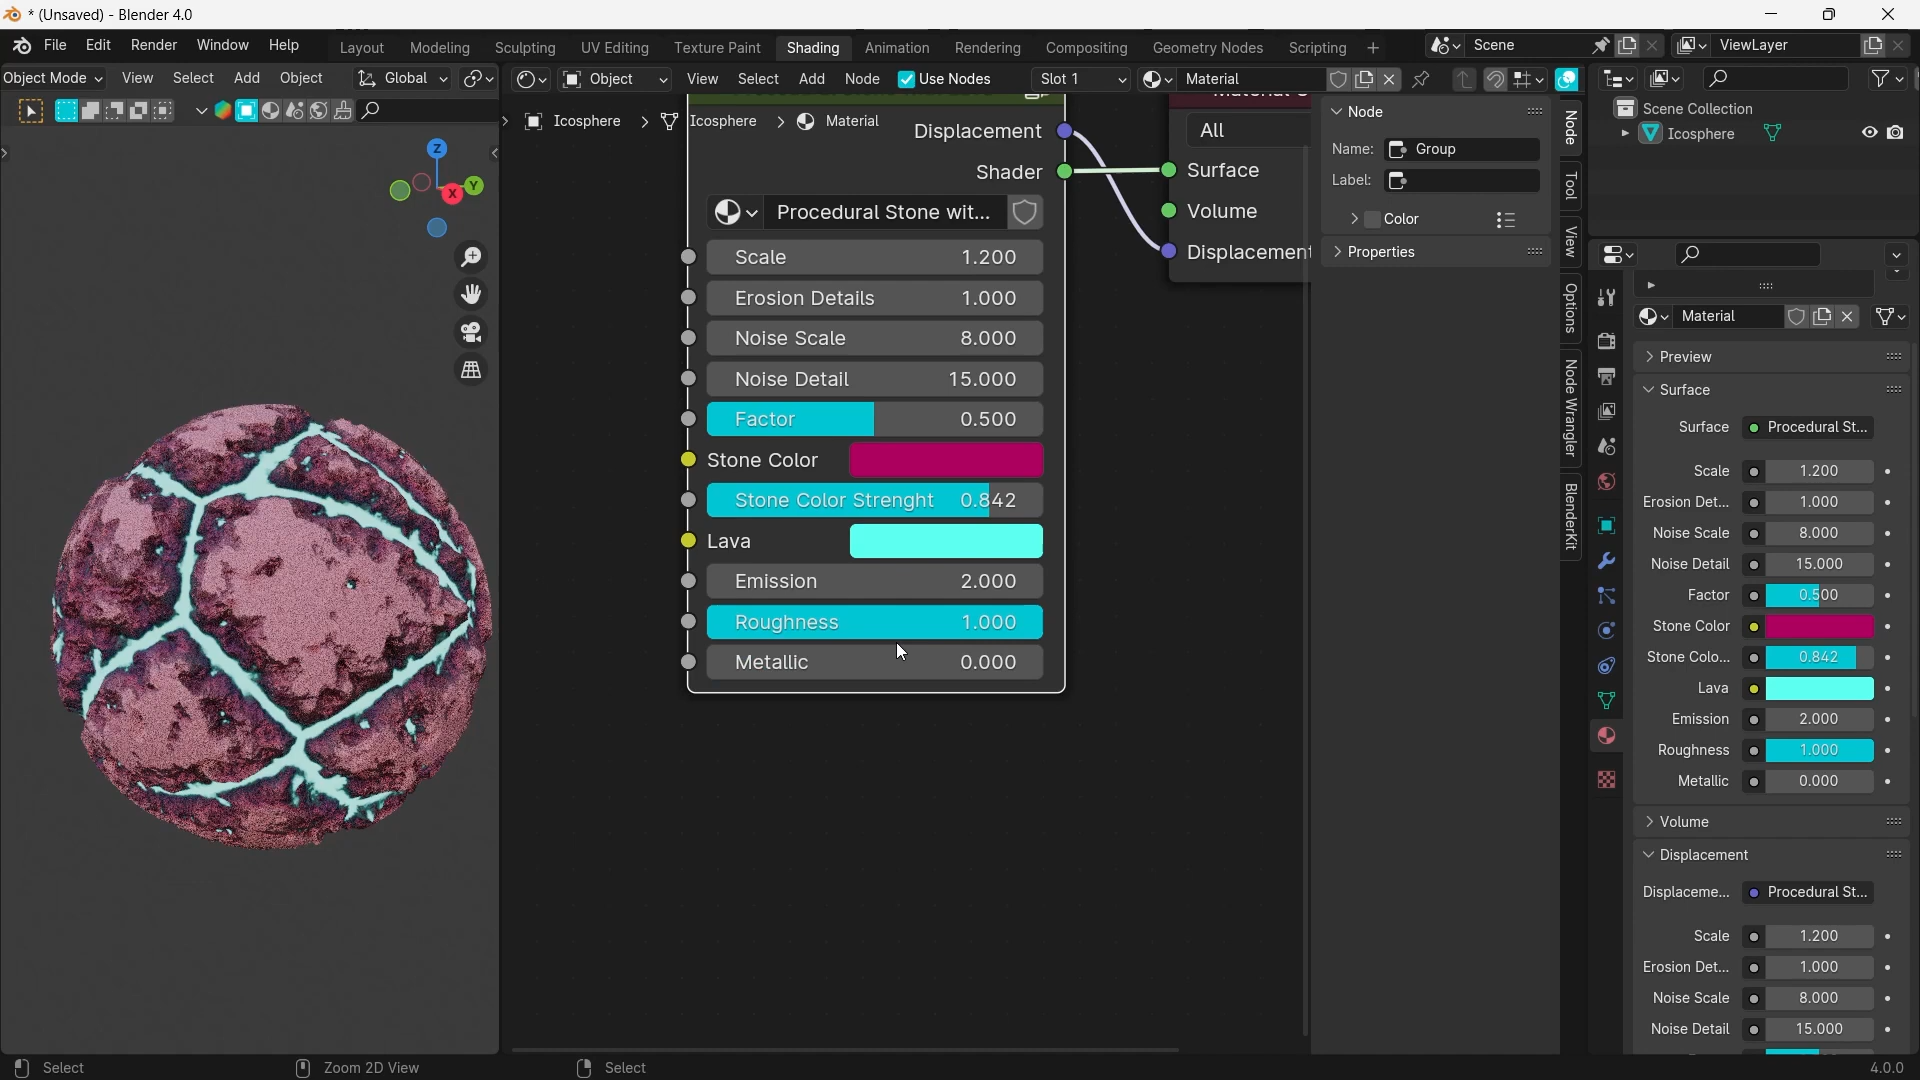 * (Unsaved) - Blender 4.0
File Edit Render Window Help
Layout Modeling Sculpting UV Editing Texture Paint Shading Animation Rendering Compositing Geometry Nodes Scripting +
Scene
ViewLayer
Object Mode View Select Add Object Global
Object View Select Add Node Use Nodes Slot 1 Material
Icosphere > Icosphere > Material
Z
Y
X
Displacement
Shader
Procedural Stone wit...
Scale 1.200
Erosion Details 1.000
Noise Scale 8.000
Noise Detail 15.000
Factor 0.500
Stone Color
Stone Color Strenght 0.842
Lava
Emission 2.000
Roughness 1.000
Metallic 0.000
All
Surface
Volume
Displacement
Node
Name: Group
Label:
Color
Properties
Node
Tool
View
Options
Node Wrangler
BlenderKit
Scene Collection
Icosphere
Material
Preview
Surface
Surface Procedural St...
Scale 1.200
Erosion Det... 1.000
Noise Scale 8.000
Noise Detail 15.000
Factor 0.500
Stone Color
Stone Colo... 0.842
Lava
Emission 2.000
Roughness 1.000
Metallic 0.000
Volume
Displacement
Displaceme... Procedural St...
Scale 1.200
Erosion Det... 1.000
Noise Scale 8.000
Noise Detail 15.000
Select Zoom 2D View Select 4.0.0